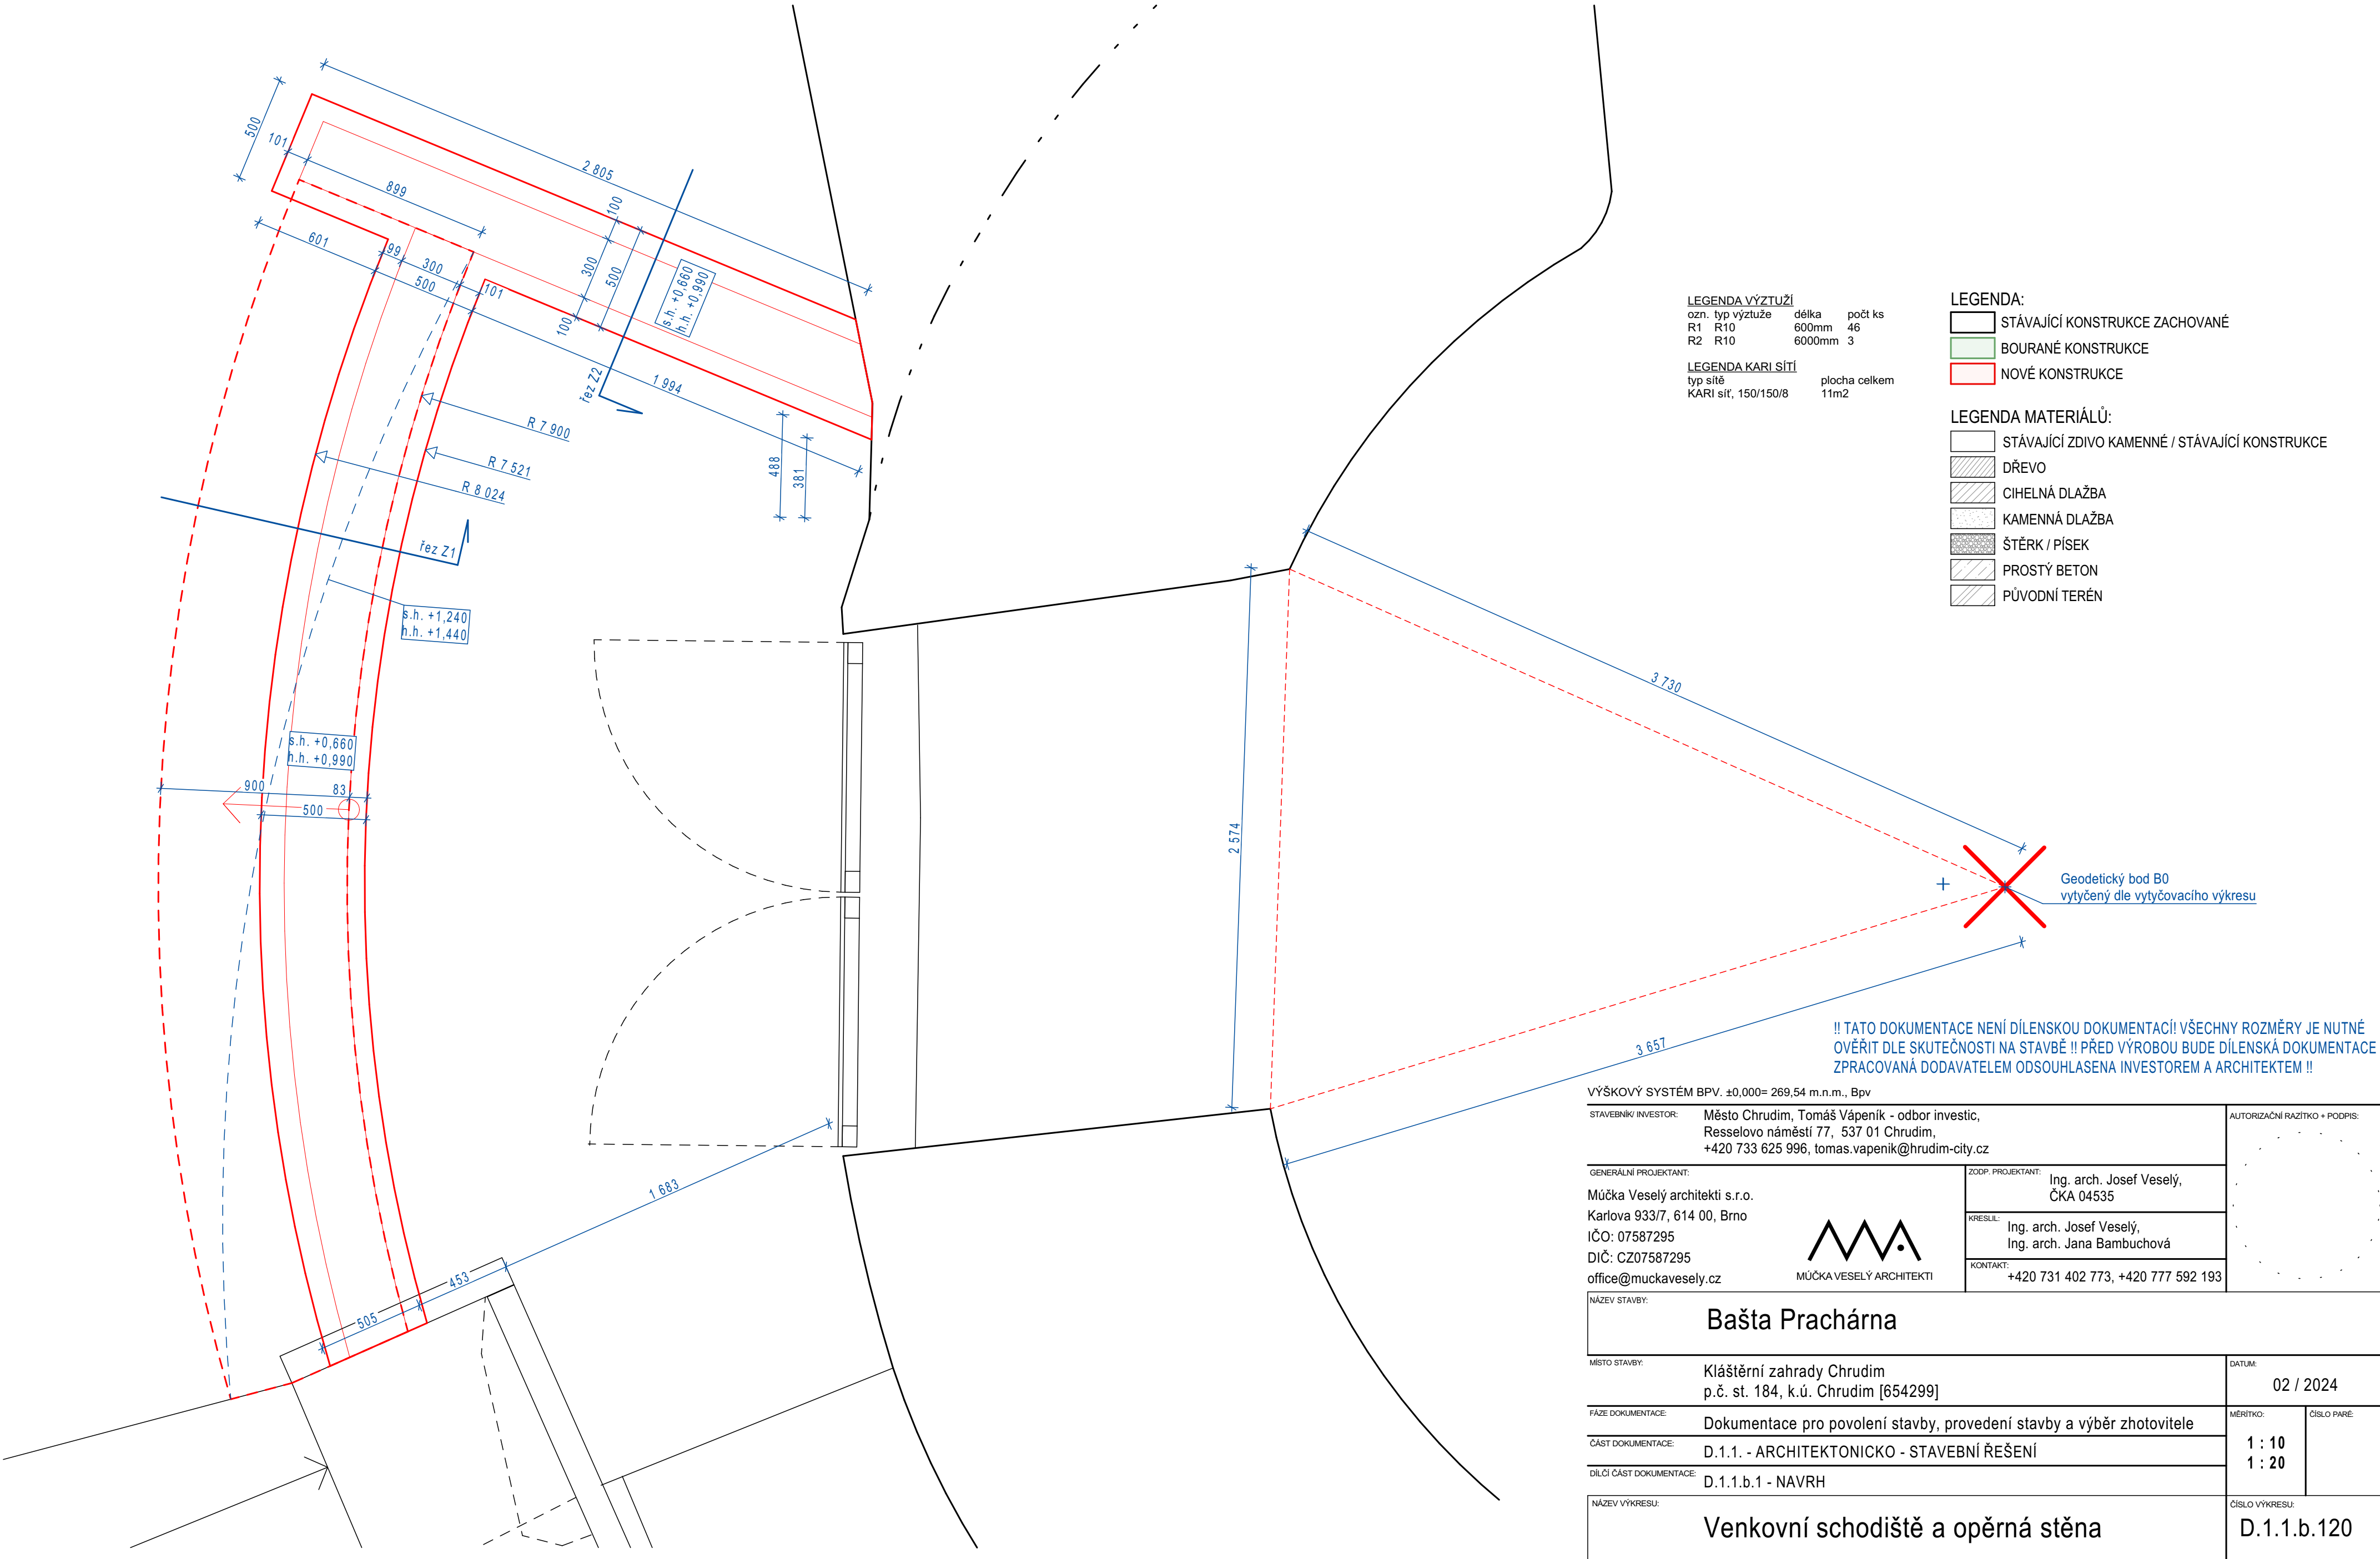 500
101
899
2 805
601
99
300
500
101
100
300
500
100
s.h. +0,660
h.h. +0,990
řez Z2
1 994
R 7 900
R 7 521
R 8 024
488
381
řez Z1
s.h. +1,240
h.h. +1,440
s.h. +0,660
h.h. +0,990
900
83
500
2 574
3 730
3 657
1 683
453
505
Geodetický bod B0
vytyčený dle vytyčovacího výkresu
LEGENDA VÝZTUŽÍ
ozn. typ výztuže délka počt ks
R1 R10 600mm 46
R2 R10 6000mm 3
LEGENDA KARI SÍTÍ
typ sítě plocha celkem
KARI síť, 150/150/8 11m2
LEGENDA:
STÁVAJÍCÍ KONSTRUKCE ZACHOVANÉ
BOURANÉ KONSTRUKCE
NOVÉ KONSTRUKCE
LEGENDA MATERIÁLŮ:
STÁVAJÍCÍ ZDIVO KAMENNÉ / STÁVAJÍCÍ KONSTRUKCE
DŘEVO
CIHELNÁ DLAŽBA
KAMENNÁ DLAŽBA
ŠTĚRK / PÍSEK
PROSTÝ BETON
PŮVODNÍ TERÉN
!! TATO DOKUMENTACE NENÍ DÍLENSKOU DOKUMENTACÍ! VŠECHNY ROZMĚRY JE NUTNÉ
OVĚŘIT DLE SKUTEČNOSTI NA STAVBĚ !! PŘED VÝROBOU BUDE DÍLENSKÁ DOKUMENTACE
ZPRACOVANÁ DODAVATELEM ODSOUHLASENA INVESTOREM A ARCHITEKTEM !!
VÝŠKOVÝ SYSTÉM BPV. ±0,000= 269,54 m.n.m., Bpv
STAVEBNÍK/ INVESTOR:
Město Chrudim, Tomáš Vápeník - odbor investic,
Resselovo náměstí 77, 537 01 Chrudim,
+420 733 625 996, tomas.vapenik@hrudim-city.cz
AUTORIZAČNÍ RAZÍTKO + PODPIS:
GENERÁLNÍ PROJEKTANT:
Múčka Veselý architekti s.r.o.
Karlova 933/7, 614 00, Brno
IČO: 07587295
DIČ: CZ07587295
office@muckavesely.cz
MÚČKA VESELÝ ARCHITEKTI
ZODP. PROJEKTANT:
Ing. arch. Josef Veselý,
ČKA 04535
KRESLIL:
Ing. arch. Josef Veselý,
Ing. arch. Jana Bambuchová
KONTAKT:
+420 731 402 773, +420 777 592 193
NÁZEV STAVBY:
Bašta Prachárna
MÍSTO STAVBY:
Kláštěrní zahrady Chrudim
p.č. st. 184, k.ú. Chrudim [654299]
DATUM:
02 / 2024
FÁZE DOKUMENTACE:
Dokumentace pro povolení stavby, provedení stavby a výběr zhotovitele
MĚRÍTKO:
1 : 10
1 : 20
ČÍSLO PARÉ:
ČÁST DOKUMENTACE:
D.1.1. - ARCHITEKTONICKO - STAVEBNÍ ŘEŠENÍ
DÍLČÍ ČÁST DOKUMENTACE:
D.1.1.b.1 - NAVRH
NÁZEV VÝKRESU:
Venkovní schodiště a opěrná stěna
ČÍSLO VÝKRESU:
D.1.1.b.120